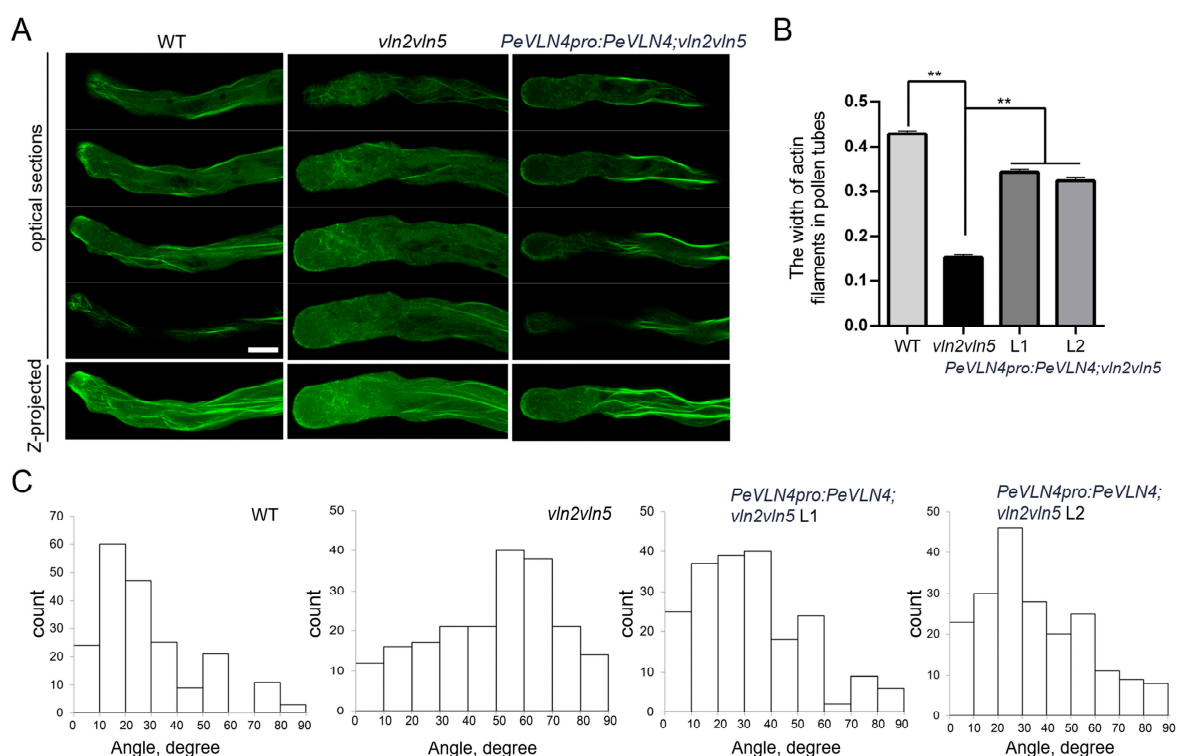 A
WT
vln2vln5
PeVLN4pro:PeVLN4;vln2vln5
optical sections
Z-projected
B
The width of actin
filaments in pollen tubes
0.5
0.4
0.3
0.2
0.1
0.0
**
**
WT
vln2vln5
L1
L2
PeVLN4pro:PeVLN4;vln2vln5
C
WT
count
70
60
50
40
30
20
10
0
0 10 20 30 40 50 60 70 80 90
Angle, degree
vln2vln5
count
50
40
30
20
10
0
0 10 20 30 40 50 60 70 80 90
Angle, degree
PeVLN4pro:PeVLN4;
vln2vln5 L1
count
50
40
30
20
10
0
0 10 20 30 40 50 60 70 80 90
Angle, degree
PeVLN4pro:PeVLN4;
vln2vln5 L2
count
50
40
30
20
10
0
0 10 20 30 40 50 60 70 80 90
Angle, degree